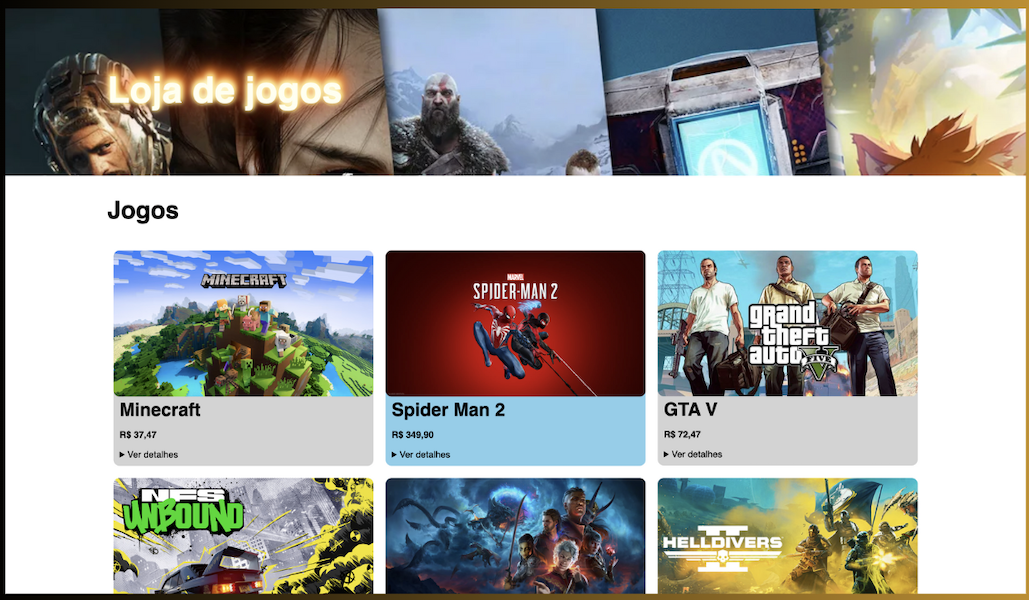 Loja de jogos
Jogos
MINECRAFT
MARVEL
SPIDER-MAN 2
grand
theft
auto
FIVE
Minecraft
Spider Man 2
GTA V
R$ 37,47
R$ 349,90
R$ 72,47
Ver detalhes
Ver detalhes
Ver detalhes
NFS
UNBOUND
HELLDIVERS
II